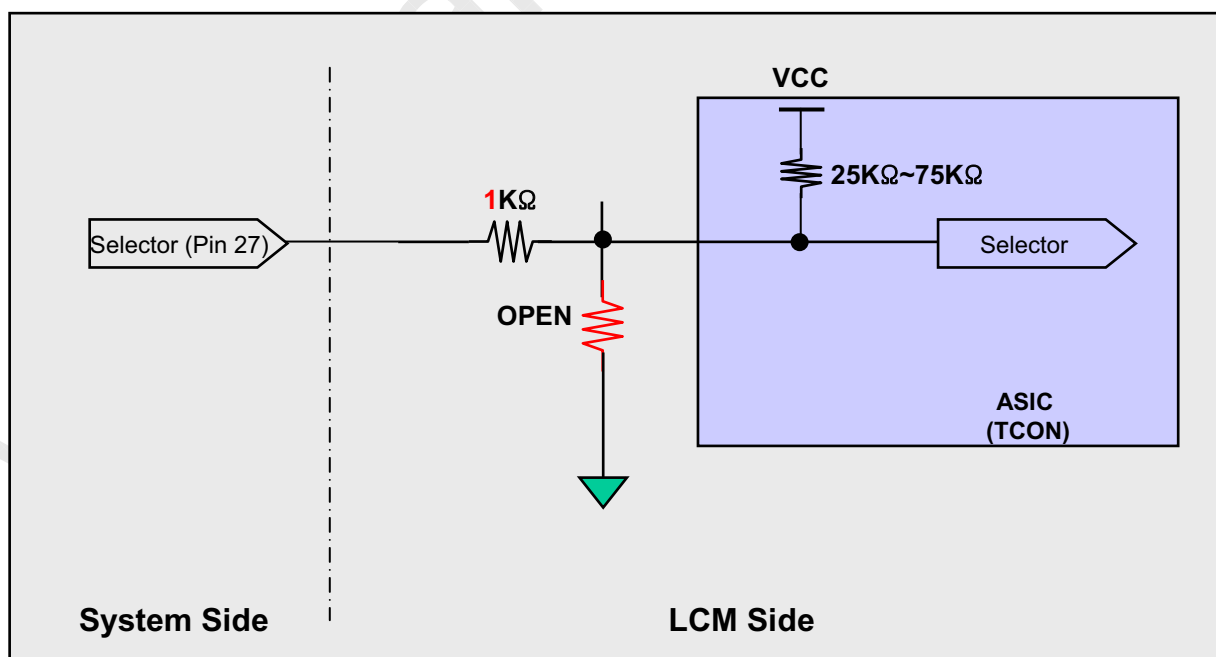 VCC
25KΩ~75KΩ
1KΩ
Selector (Pin 27)
Selector
OPEN
ASIC
(TCON)
System Side
LCM Side